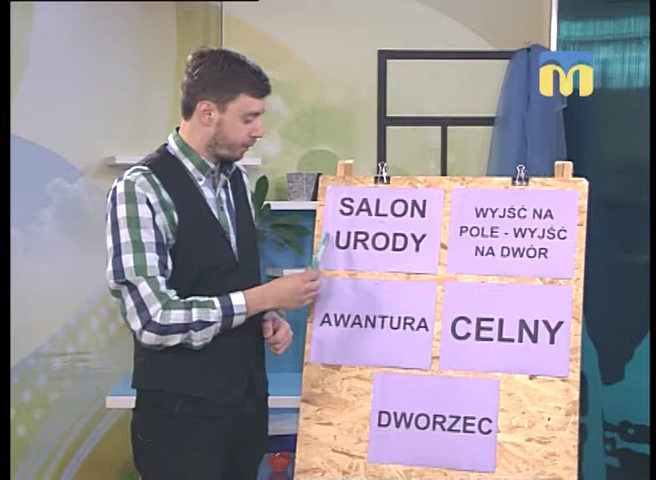 M
SALON
URODY
WYJŚĆ NA
POLE - WYJŚĆ
NA DWÓR
AWANTURA
CELNY
DWORZEC